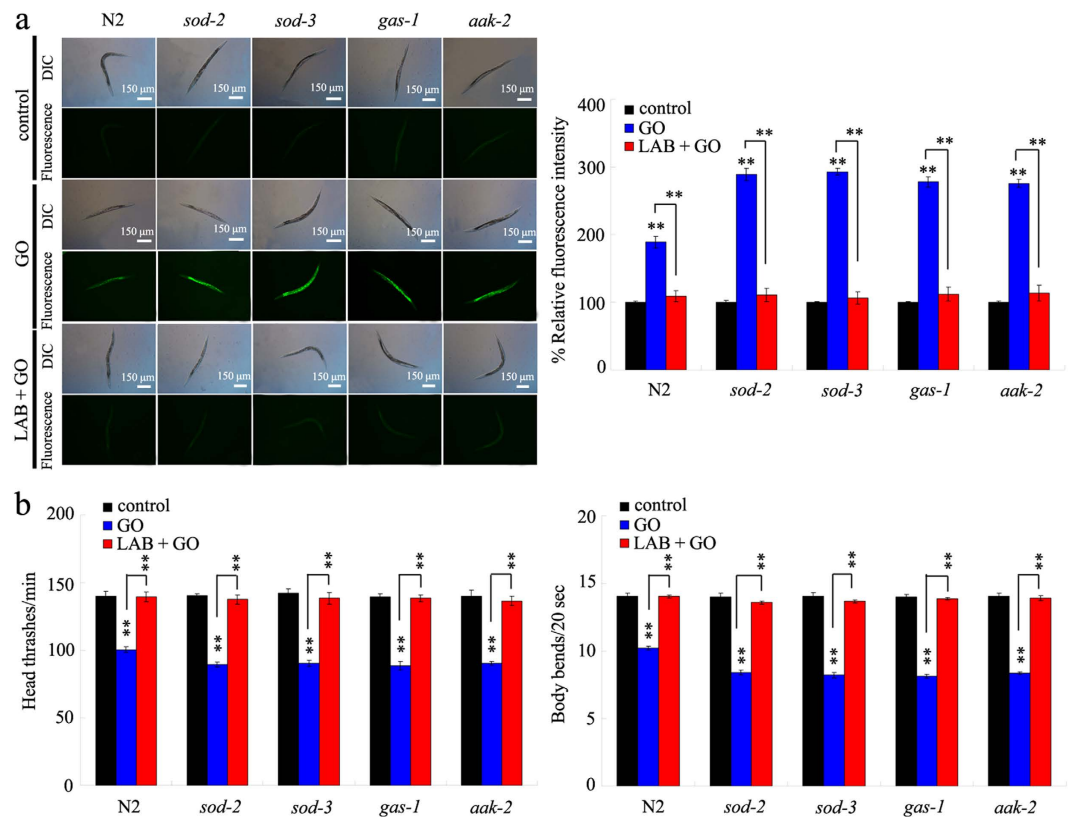 a
N2 sod-2 sod-3 gas-1 aak-2
control
DIC
150 μm 150 μm 150 μm 150 μm 150 μm
Fluorescence
GO
DIC
150 μm 150 μm 150 μm 150 μm 150 μm
Fluorescence
LAB + GO
DIC
150 μm 150 μm 150 μm 150 μm 150 μm
Fluorescence
% Relative fluorescence intensity
400
300
200
100
0
control
GO
LAB + GO
** ** ** ** **
** ** ** ** **
N2 sod-2 sod-3 gas-1 aak-2
b
Head thrashes/min
200
150
100
50
0
control
GO
LAB + GO
** ** ** ** **
** ** ** ** **
N2 sod-2 sod-3 gas-1 aak-2
Body bends/20 sec
20
15
10
5
0
control
GO
LAB + GO
** ** ** ** **
** ** ** ** **
N2 sod-2 sod-3 gas-1 aak-2